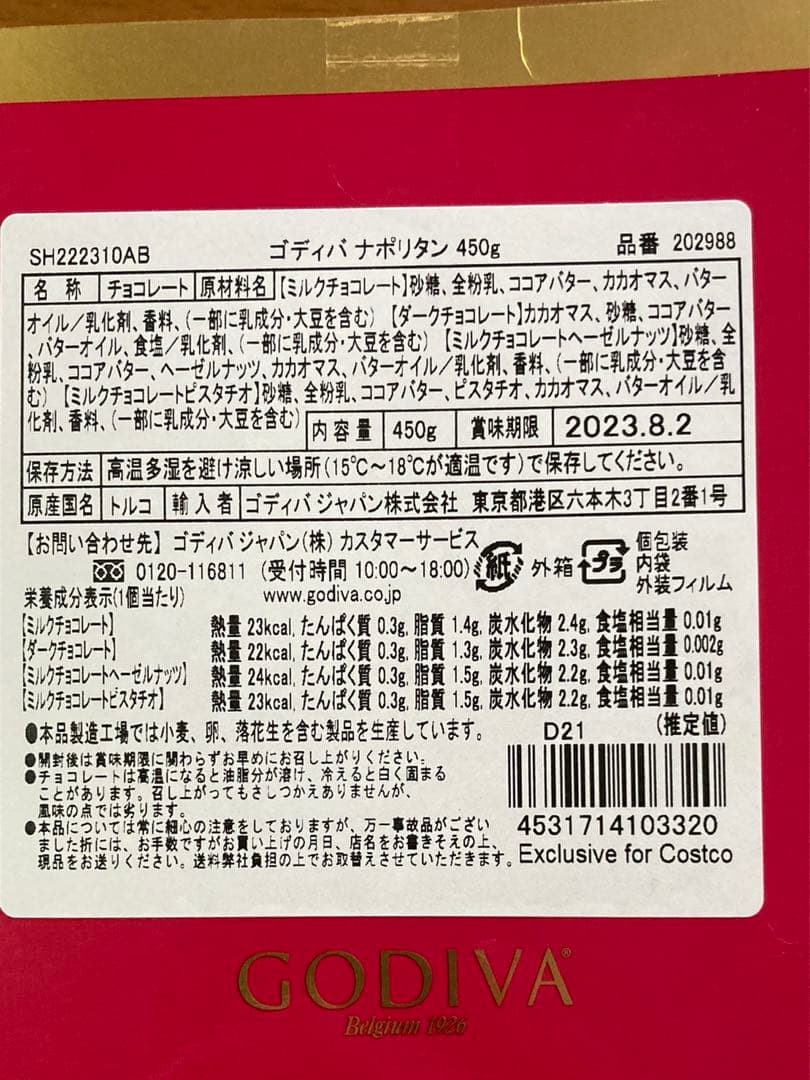 SH222310AB ゴディバ ナポリタン 450g 品番 202988
名 称 チョコレート 原材料名 【ミルクチョコレート】砂糖、全粉乳、ココアバター、カカオマス、バター
オイル/乳化剤、香料、(一部に乳成分・大豆を含む) 【ダークチョコレート】カカオマス、砂糖、ココアバター
、バターオイル、食塩/乳化剤、(一部に乳成分・大豆を含む) 【ミルクチョコレートヘーゼルナッツ】砂糖、全
粉乳、ココアバター、ヘーゼルナッツ、カカオマス、バターオイル/乳化剤、香料、(一部に乳成分・大豆を含
む) 【ミルクチョコレートピスタチオ】砂糖、全粉乳、ココアバター、ピスタチオ、カカオマス、バターオイル/乳
化剤、香料、(一部に乳成分・大豆を含む) 内容量 450g 賞味期限 2023.8.2
保存方法 高温多湿を避け涼しい場所(15℃〜18℃が適温です)で保存してください。
原産国名 トルコ 輸入者 ゴディバ ジャパン株式会社 東京都港区六本木3丁目2番1号
【お問い合わせ先】 ゴディバ ジャパン(株) カスタマーサービス
0120-116811 (受付時間 10:00〜18:00)
www.godiva.co.jp
紙 外箱 プラ 個包装
内袋
外装フィルム
栄養成分表示(1個当たり)
【ミルクチョコレート】 熱量 23kcal, たんぱく質 0.3g, 脂質 1.4g, 炭水化物 2.4g, 食塩相当量 0.01g
【ダークチョコレート】 熱量 22kcal, たんぱく質 0.3g, 脂質 1.3g, 炭水化物 2.3g, 食塩相当量 0.002g
【ミルクチョコレートヘーゼルナッツ】 熱量 24kcal, たんぱく質 0.3g, 脂質 1.5g, 炭水化物 2.2g, 食塩相当量 0.01g
【ミルクチョコレートピスタチオ】 熱量 23kcal, たんぱく質 0.3g, 脂質 1.5g, 炭水化物 2.2g, 食塩相当量 0.01g
(推定値)
●本品製造工場では小麦、卵、落花生を含む製品を生産しています。
●開封後は賞味期限に関わらずお早めにお召し上がりください。
●チョコレートは高温になると油脂分が溶け、冷えると白く固まる
ことがあります。召し上がってもさしつかえありませんが、
風味の点では劣ります。
●本品については常に細心の注意をしておりますが、万一事故品がござい
ました折には、お手数ですがお買い上げの月日、店名をお書きそえの上、
現品をお送りください。送料弊社負担の上でお取替えさせていただきます。
D21
4531714103320
Exclusive for Costco
GODIVA®
Belgium 1926